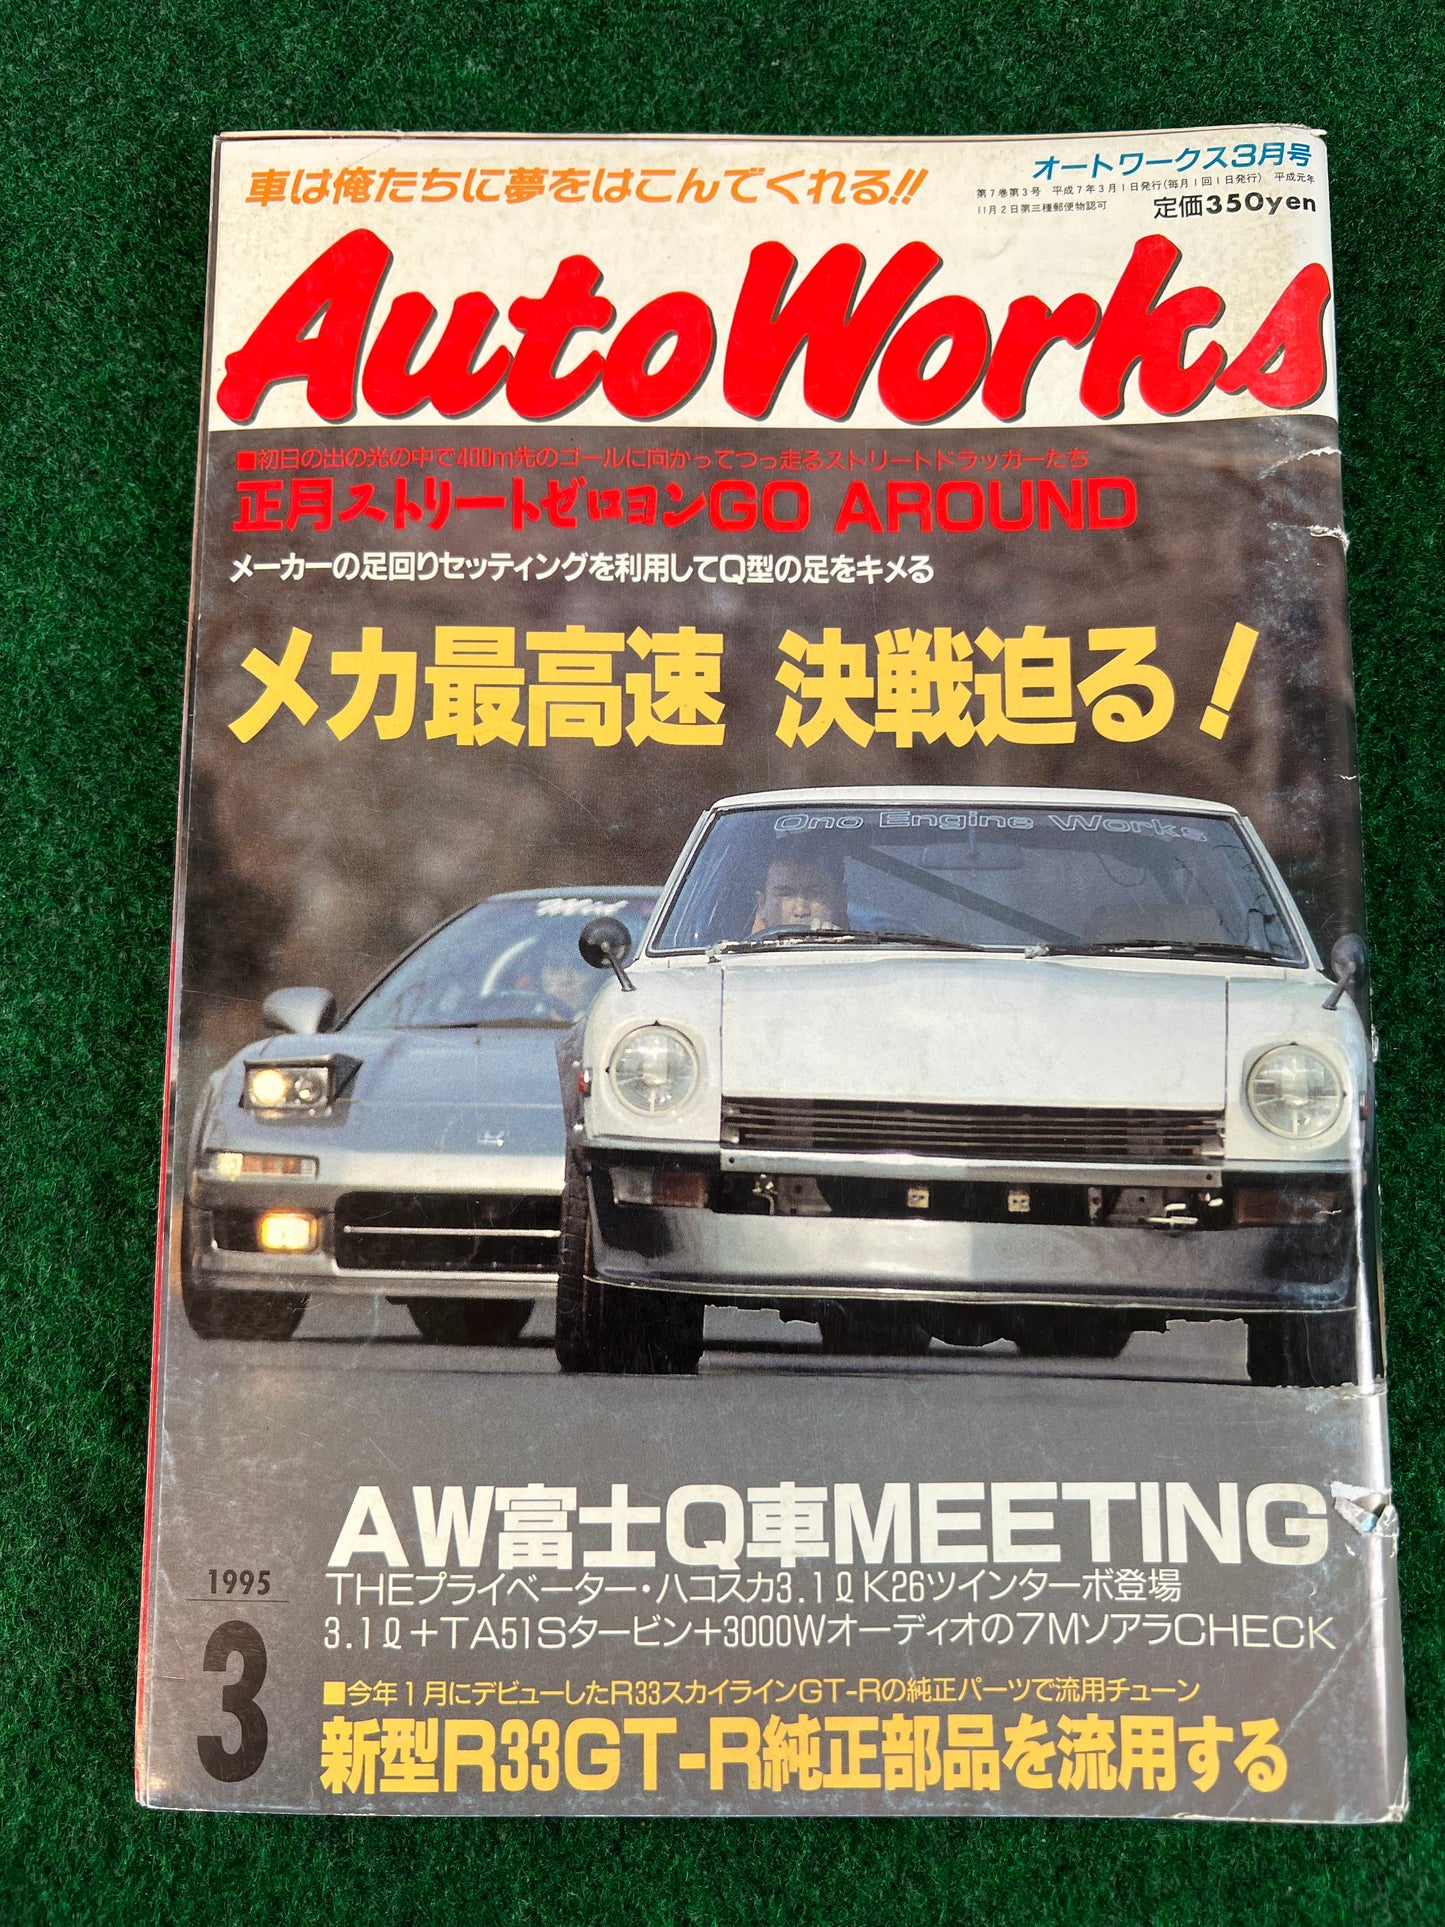 車は俺たちに夢をはこんでくれる!!
オートワークス3月号
第7巻第3号 平成7年3月1日発行(毎月1回1日発行) 平成元年
11月2日第三種郵便物認可
定価350yen
AutoWorks
■初日の出の光の中で400m先のゴールに向かってつっ走るストリートドラッガーたち
正月ストリートゼロヨンGO AROUND
メーカーの足回りセッティングを利用してQ型の足をキメる
メカ最高速 決戦迫る!
Ono Engine Works
AW富士Q車MEETING
THEプライベーター・ハコスカ3.1ℓ K26ツインターボ登場
3.1ℓ+TA51Sタービン+3000Wオーディオの7MソアラCHECK
1995
3
■今年1月にデビューしたR33スカイラインGT-Rの純正パーツで流用チューン
新型R33GT-R純正部品を流用する